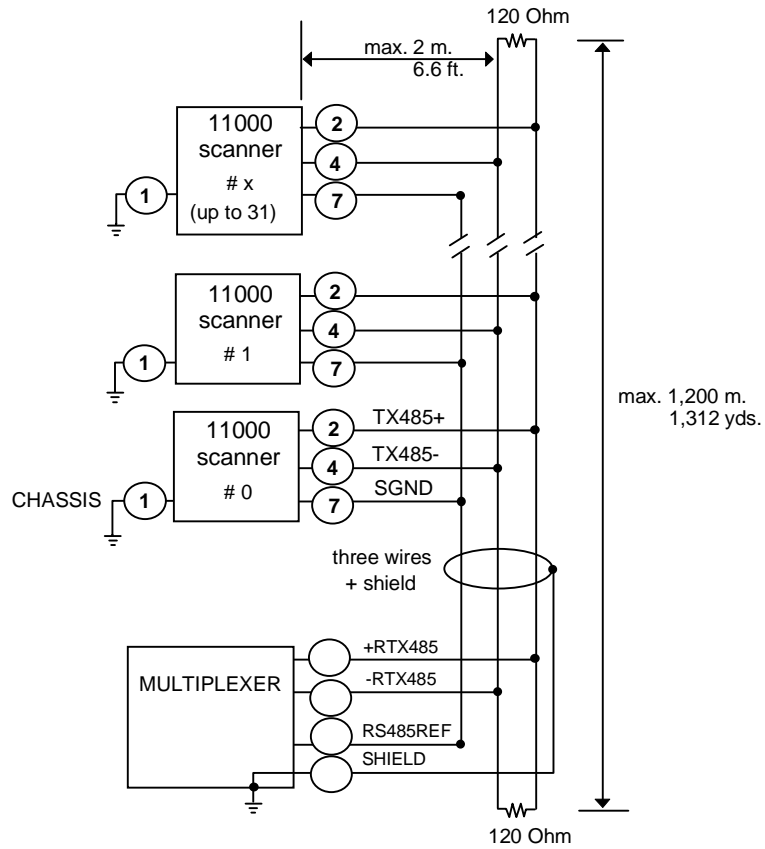 120 Ohm
max. 2 m.
6.6 ft.
11000
scanner
# x
(up to 31)
1
2
4
7
11000
scanner
# 1
1
2
4
7
max. 1,200 m.
1,312 yds.
11000
scanner
# 0
CHASSIS
1
2
TX485+
4
TX485-
7
SGND
three wires
+ shield
MULTIPLEXER
+RTX485
-RTX485
RS485REF
SHIELD
120 Ohm